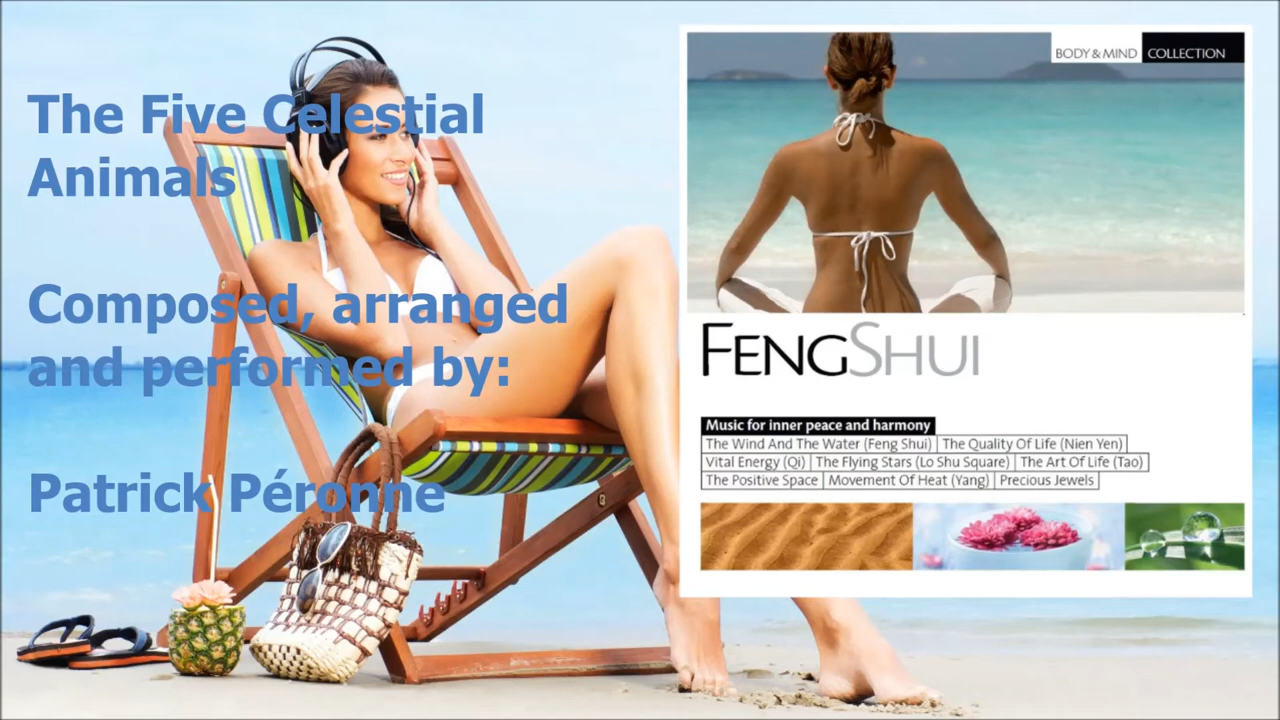 The Five Celestial
Animals
Composed, arranged
and performed by:
Patrick Péronne
BODY & MIND COLLECTION
FENGSHUI
Music for inner peace and harmony
The Wind And The Water (Feng Shui) | The Quality Of Life (Nien Yen)
Vital Energy (Qi) | The Flying Stars (Lo Shu Square) | The Art Of Life (Tao)
The Positive Space | Movement Of Heat (Yang) | Precious Jewels